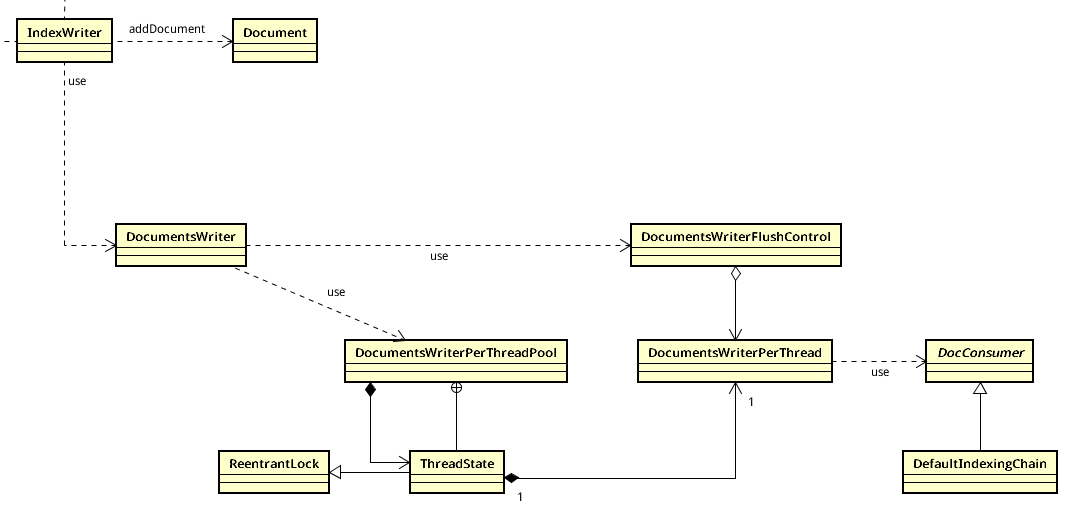 IndexWriter
addDocument
Document
use
DocumentsWriter
use
DocumentsWriterFlushControl
use
DocumentsWriterPerThreadPool
DocumentsWriterPerThread
use
DocConsumer
1
ReentrantLock
ThreadState
1
DefaultIndexingChain